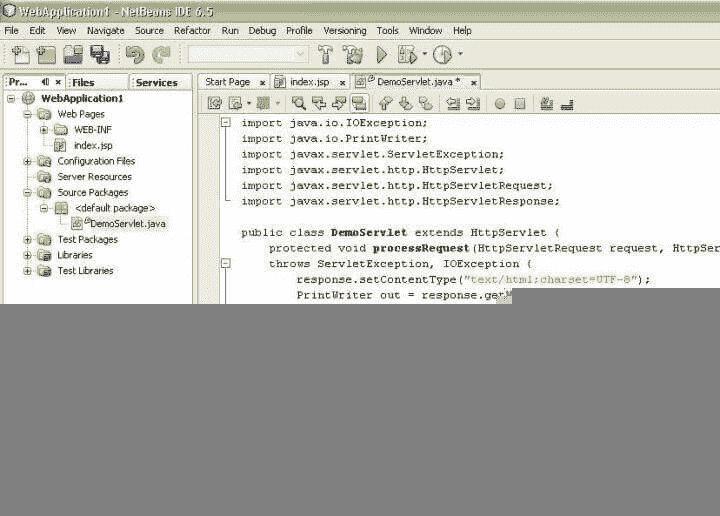 WebApplication1 - NetBeans IDE 6.5
File Edit View Navigate Source Refactor Run Debug Profile Versioning Tools Window Help
Pr... Files Services
WebApplication1
Web Pages
WEB-INF
index.jsp
Configuration Files
Server Resources
Source Packages
<default package>
DemoServlet.java
Test Packages
Libraries
Test Libraries
Start Page index.jsp DemoServlet.java *
import java.io.IOException;
import java.io.PrintWriter;
import javax.servlet.ServletException;
import javax.servlet.http.HttpServlet;
import javax.servlet.http.HttpServletRequest;
import javax.servlet.http.HttpServletResponse;
public class DemoServlet extends HttpServlet {
protected void processRequest(HttpServletRequest request, HttpServ
throws ServletException, IOException {
response.setContentType("text/html;charset=UTF-8");
PrintWriter out = response.get